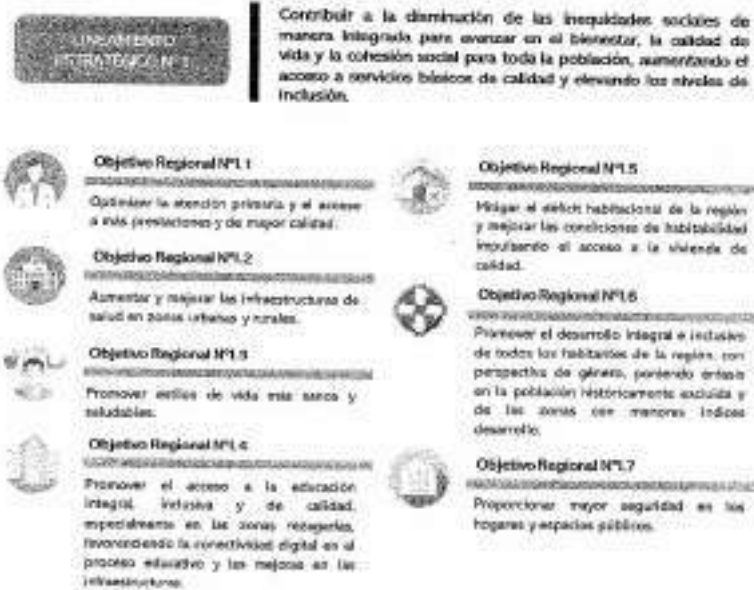 LINEAMIENTO
ESTRATÉGICO N° 1
Contribuir a la disminución de las inequidades sociales de
manera integrada para avanzar en el bienestar, la calidad de
vida y la cohesión social para toda la población, aumentando el
acceso a servicios básicos de calidad y elevando los niveles de
inclusión.
Objetivo Regional N°1.1
Optimizar la atención primaria y el acceso
a más prestaciones y de mayor calidad.
Objetivo Regional N°1.2
Aumentar y mejorar las infraestructuras de
salud en zonas urbanas y rurales.
Objetivo Regional N°1.3
Promover estilos de vida más sanos y
saludables.
Objetivo Regional N°1.4
Promover el acceso a la educación
integral, inclusiva y de calidad,
especialmente en las zonas rezagadas,
favoreciendo la conectividad digital en el
proceso educativo y las mejoras en las
infraestructuras.
Objetivo Regional N°1.5
Mitigar el déficit habitacional de la región
y mejorar las condiciones de habitabilidad
impulsando el acceso a la vivienda de
calidad.
Objetivo Regional N°1.6
Promover el desarrollo integral e inclusivo
de todos los habitantes de la región, con
perspectiva de género, poniendo énfasis
en la población históricamente excluida y
de las zonas con menores índices
desarrollo.
Objetivo Regional N°1.7
Proporcionar mayor seguridad en los
hogares y espacios públicos.